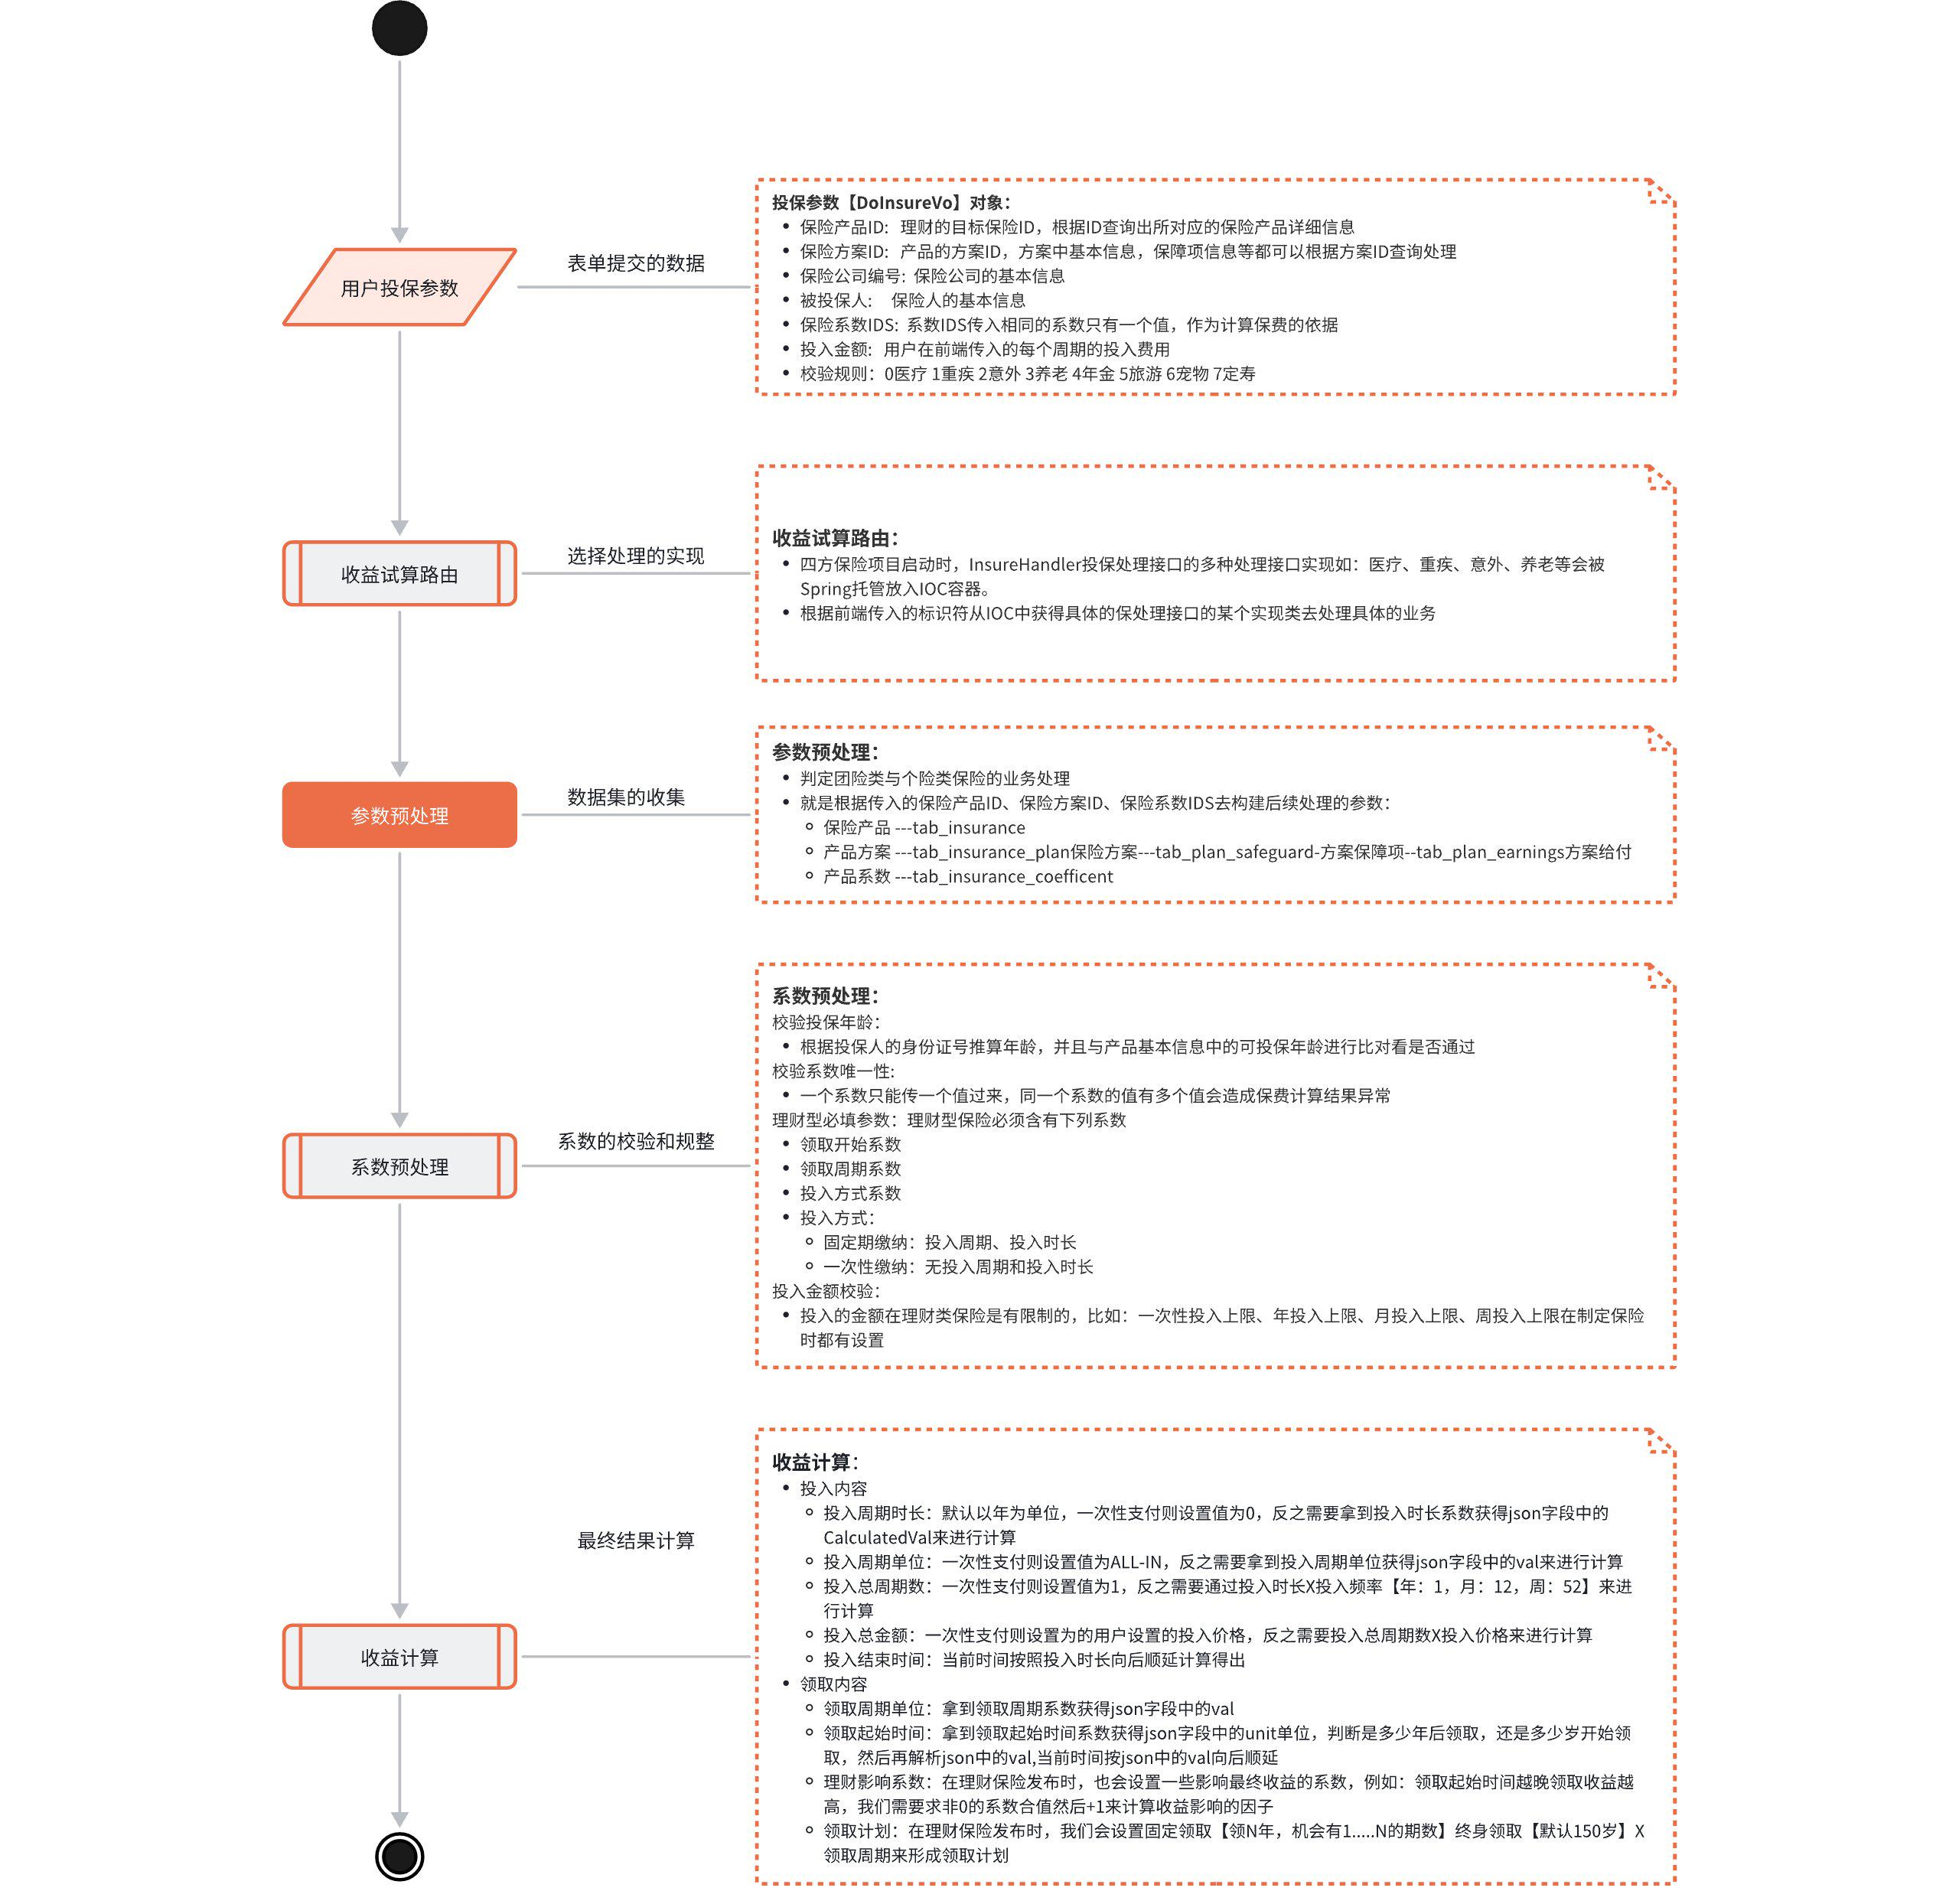 投保参数【DoInsureVo】对象：
保险产品ID： 理财的目标保险ID，根据ID查询出所对应的保险产品详细信息
保险方案ID： 产品的方案ID，方案中基本信息，保障项信息等都可以根据方案ID查询处理
保险公司编号: 保险公司的基本信息
被投保人： 保险人的基本信息
保险系数IDS: 系数IDS传入相同的系数只有一个值，作为计算保费的依据
投入金额： 用户在前端传入的每个周期的投入费用
校验规则：0医疗 1重疾 2意外 3养老 4年金 5旅游 6宠物 7定寿
表单提交的数据
用户投保参数
收益试算路由：
四方保险项目启动时，InsureHandler投保处理接口的多种处理接口实现如：医疗、重疾、意外、养老等会被
Spring托管放入IOC容器。
根据前端传入的标识符从IOC中获得具体的保处理接口的某个实现类去处理具体的业务
选择处理的实现
收益试算路由
参数预处理：
判定团险类与个险类保险的业务处理
就是根据传入的保险产品ID、保险方案ID、保险系数IDS去构建后续处理的参数：
保险产品 ---tab_insurance
产品方案 ---tab_insurance_plan保险方案---tab_plan_safeguard-方案保障项--tab_plan_earnings方案给付
产品系数 ---tab_insurance_coefficent
数据集的收集
参数预处理
系数预处理：
校验投保年龄：
根据投保人的身份证号推算年龄，并且与产品基本信息中的可投保年龄进行比对看是否通过
校验系数唯一性:
一个系数只能传一个值过来，同一个系数的值有多个值会造成保费计算结果异常
理财型必填参数：理财型保险必须含有下列系数
领取开始系数
领取周期系数
投入方式系数
投入方式：
固定期缴纳：投入周期、投入时长
一次性缴纳：无投入周期和投入时长
投入金额校验：
投入的金额在理财类保险是有限制的，比如：一次性投入上限、年投入上限、月投入上限、周投入上限在制定保险
时都有设置
系数的校验和规整
系数预处理
收益计算：
投入内容
投入周期时长：默认以年为单位，一次性支付则设置值为0，反之需要拿到投入时长系数获得json字段中的
CalculatedVal来进行计算
投入周期单位：一次性支付则设置值为ALL-IN，反之需要拿到投入周期单位获得json字段中的val来进行计算
投入总周期数：一次性支付则设置值为1，反之需要通过投入时长X投入频率【年：1，月：12，周：52】来进
行计算
投入总金额：一次性支付则设置为的用户设置的投入价格，反之需要投入总周期数X投入价格来进行计算
投入结束时间：当前时间按照投入时长向后顺延计算得出
领取内容
领取周期单位：拿到领取周期系数获得json字段中的val
领取起始时间：拿到领取起始时间系数获得json字段中的unit单位，判断是多少年后领取，还是多少岁开始领
取，然后再解析json中的val,当前时间按json中的val向后顺延
理财影响系数：在理财保险发布时，也会设置一些影响最终收益的系数，例如：领取起始时间越晚领取收益越
高，我们需要求非0的系数合值然后+1来计算收益影响的因子
领取计划：在理财保险发布时，我们会设置固定领取【领N年，机会有1.....N的期数】终身领取【默认150岁】X
领取周期来形成领取计划
最终结果计算
收益计算